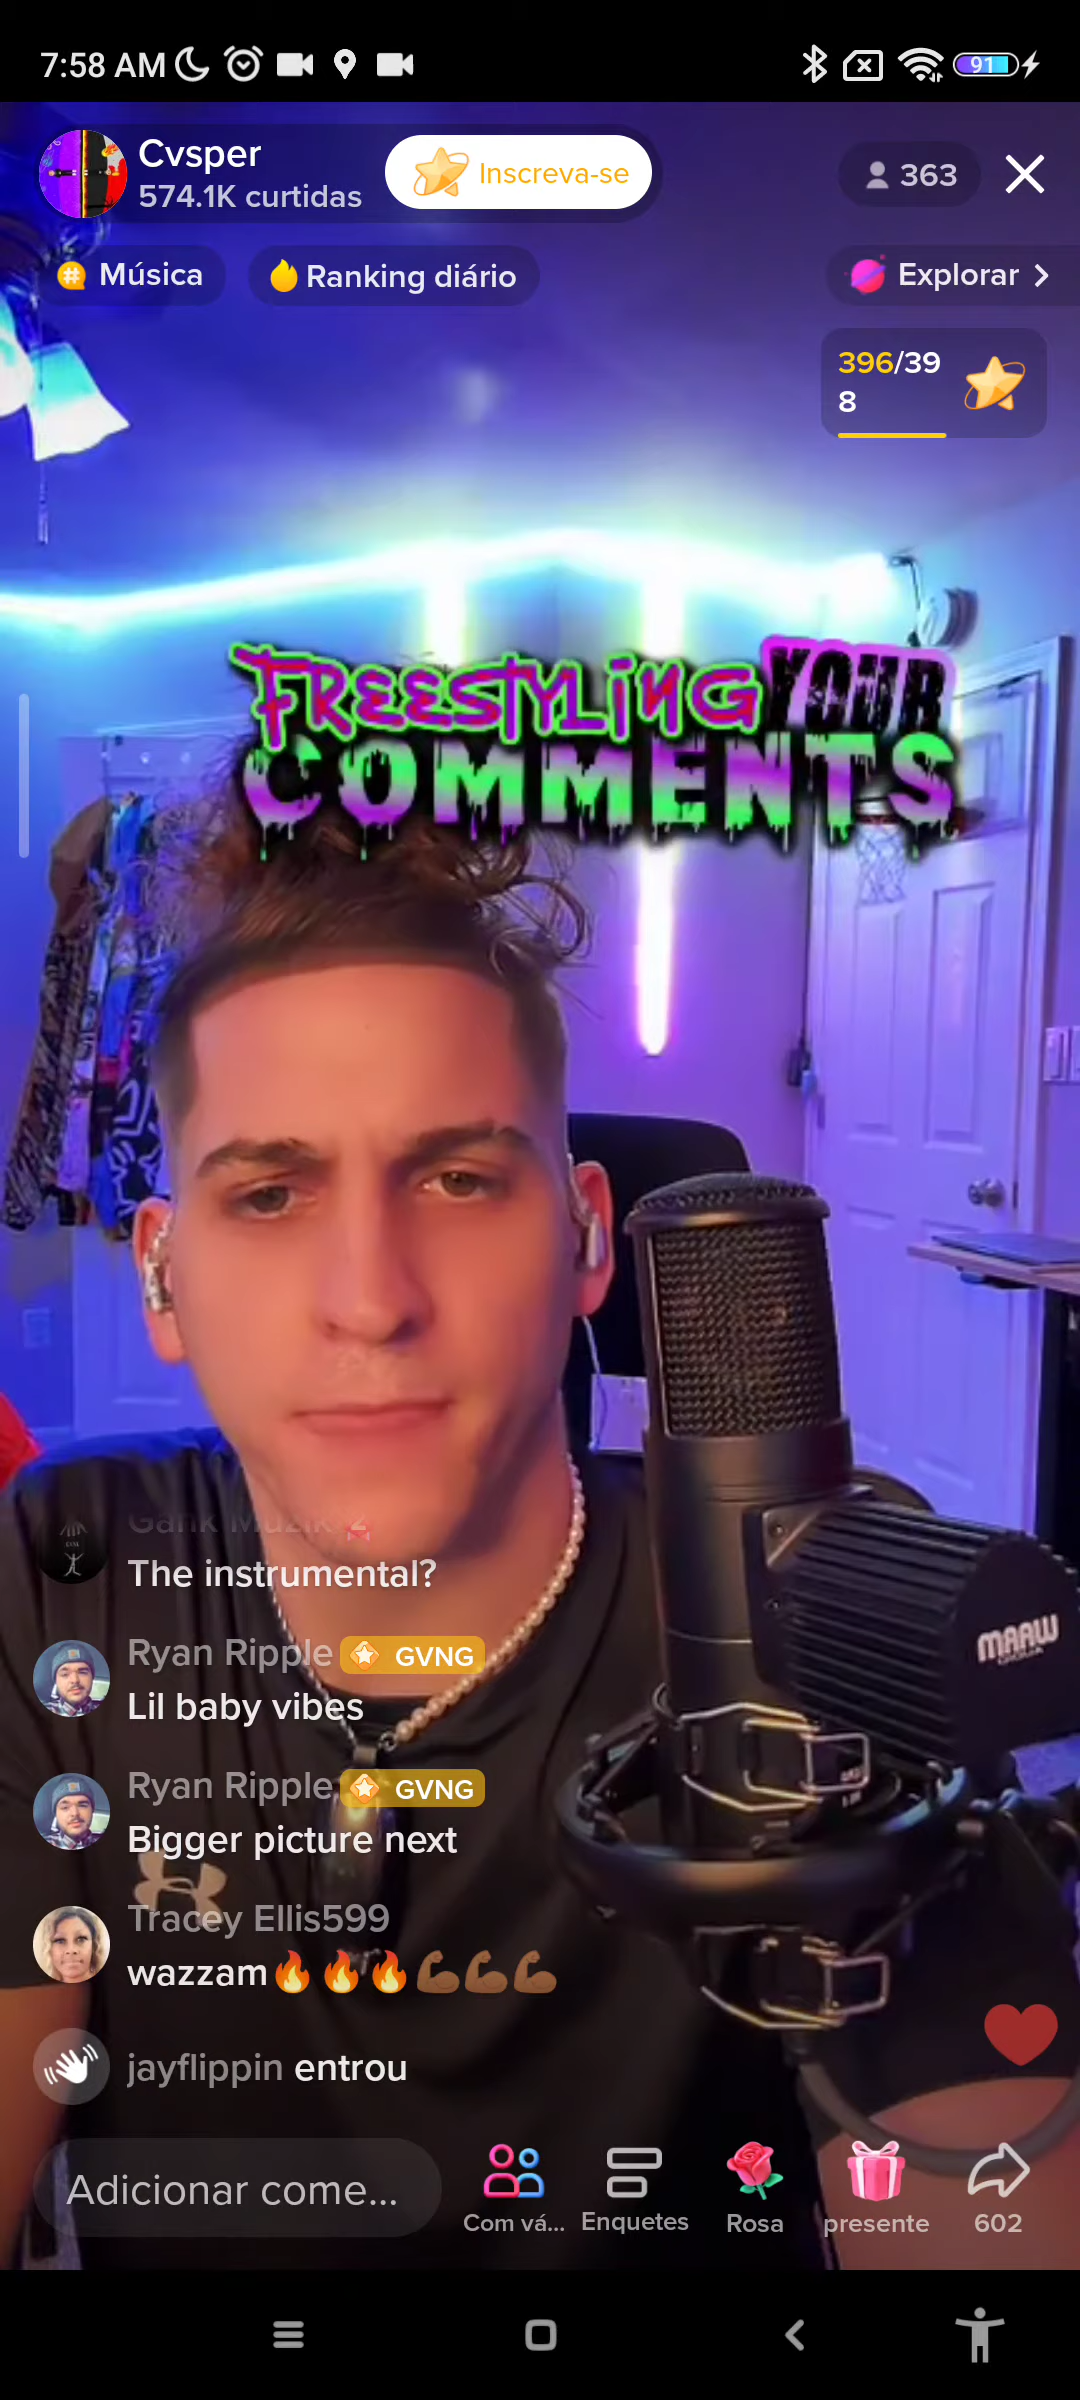 7:58 AM
91
Cvsper
574.1K curtidas
Inscreva-se
363
Música
Ranking diário
Explorar
396/39
8
FREESTYLING YOUR
COMMENTS
Gank Muzik
The instrumental?
Ryan Ripple GVNG
Lil baby vibes
Ryan Ripple GVNG
Bigger picture next
Tracey Ellis599
wazzam🔥🔥🔥💪🏾💪🏾💪🏾
jayflippin entrou
MAAW
Adicionar come...
Com vá...
Enquetes
Rosa
presente
602